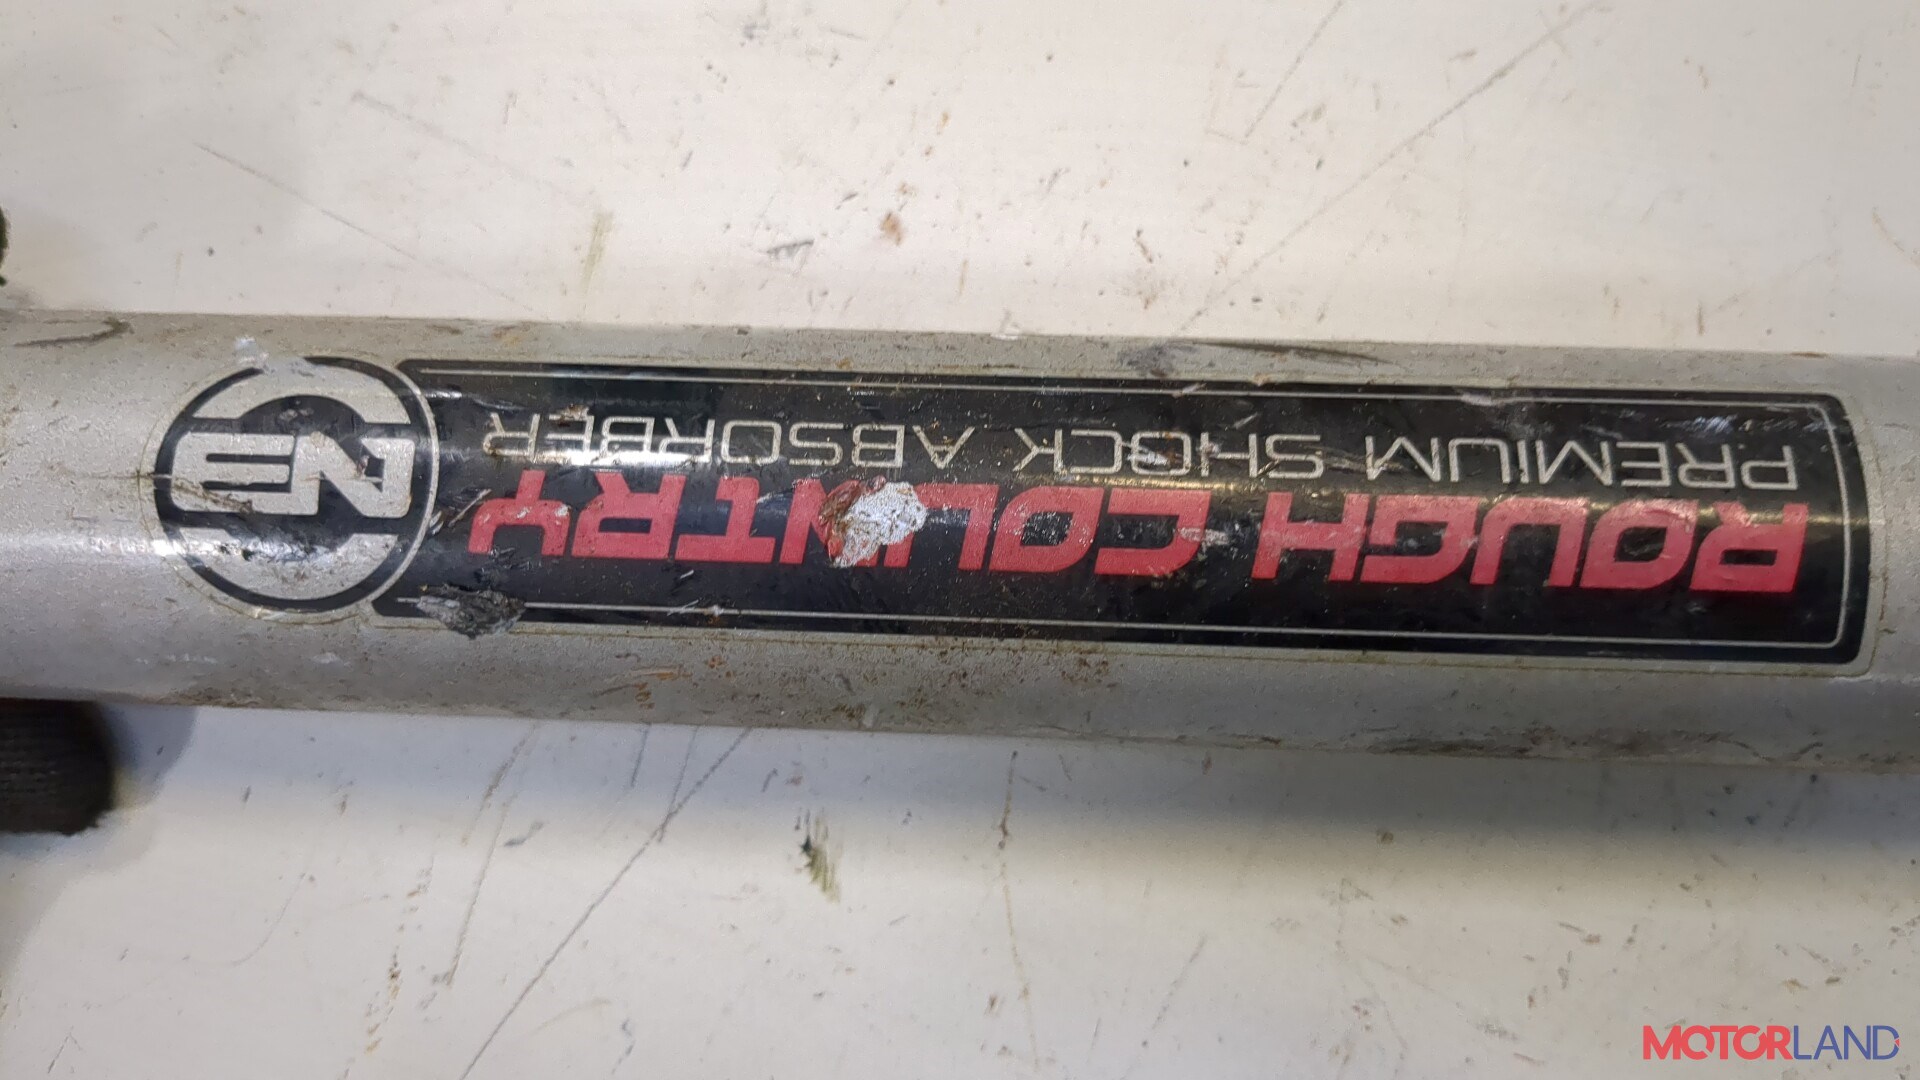 ROUGH COUNTRY
PREMIUM SHOCK ABSORBER
N3
MOTORLAND